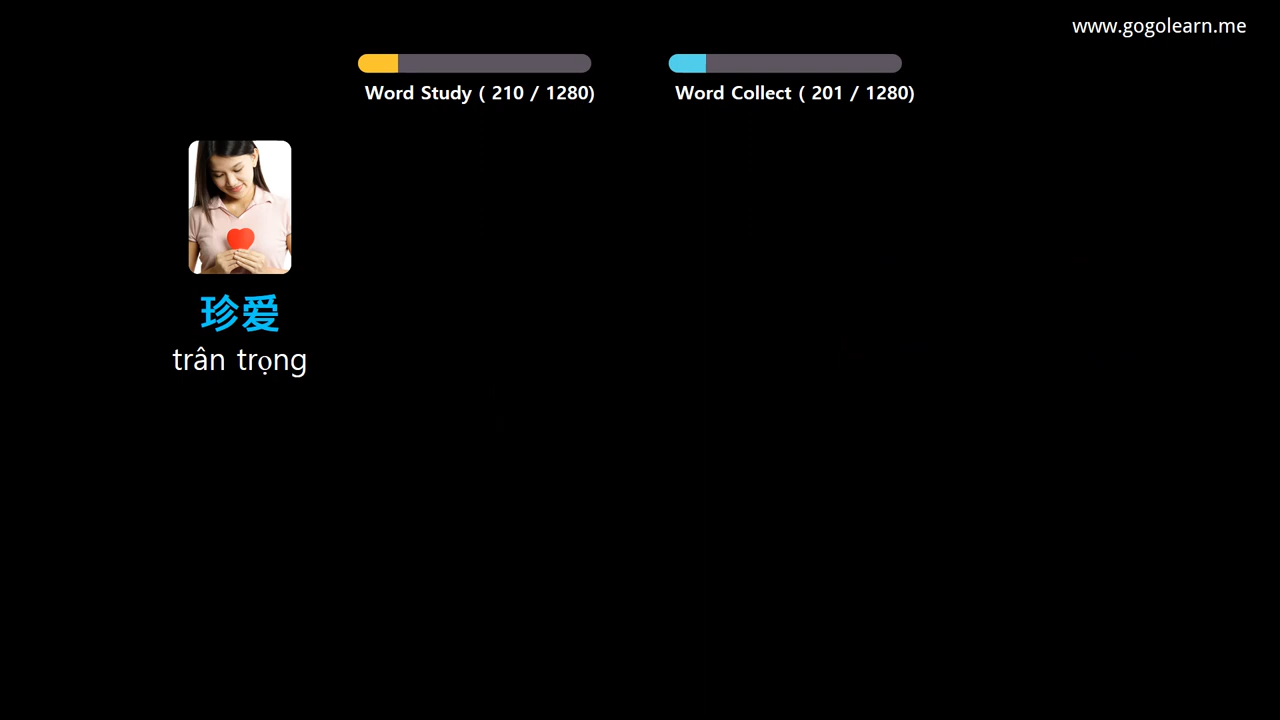 www.gogolearn.me
Word Study ( 210 / 1280)
Word Collect ( 201 / 1280)
珍爱
trân trọng